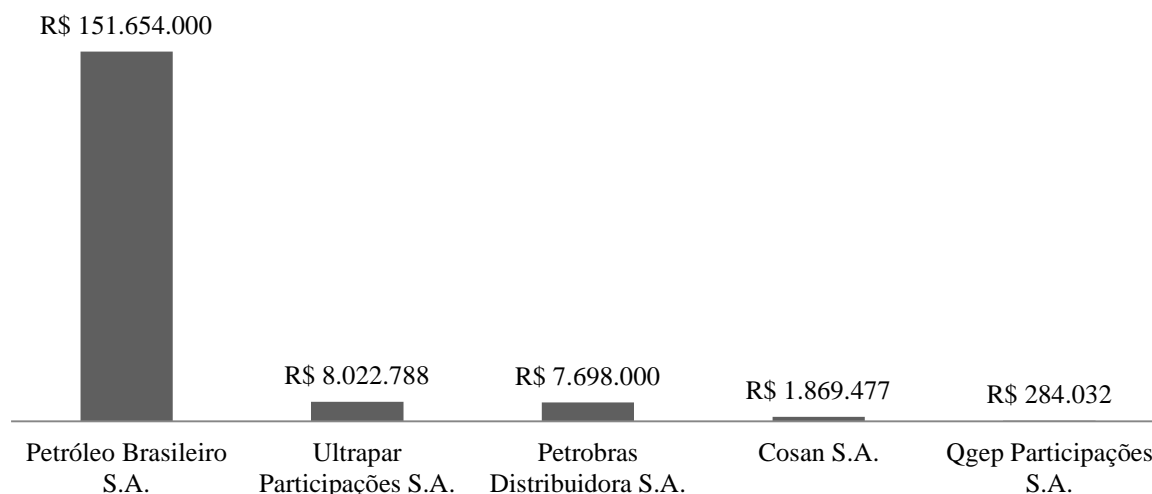 R$ 151.654.000
R$ 8.022.788
R$ 7.698.000
R$ 1.869.477
R$ 284.032
Petróleo Brasileiro
S.A.
Ultrapar
Participações S.A.
Petrobras
Distribuidora S.A.
Cosan S.A.
Qgep Participações
S.A.